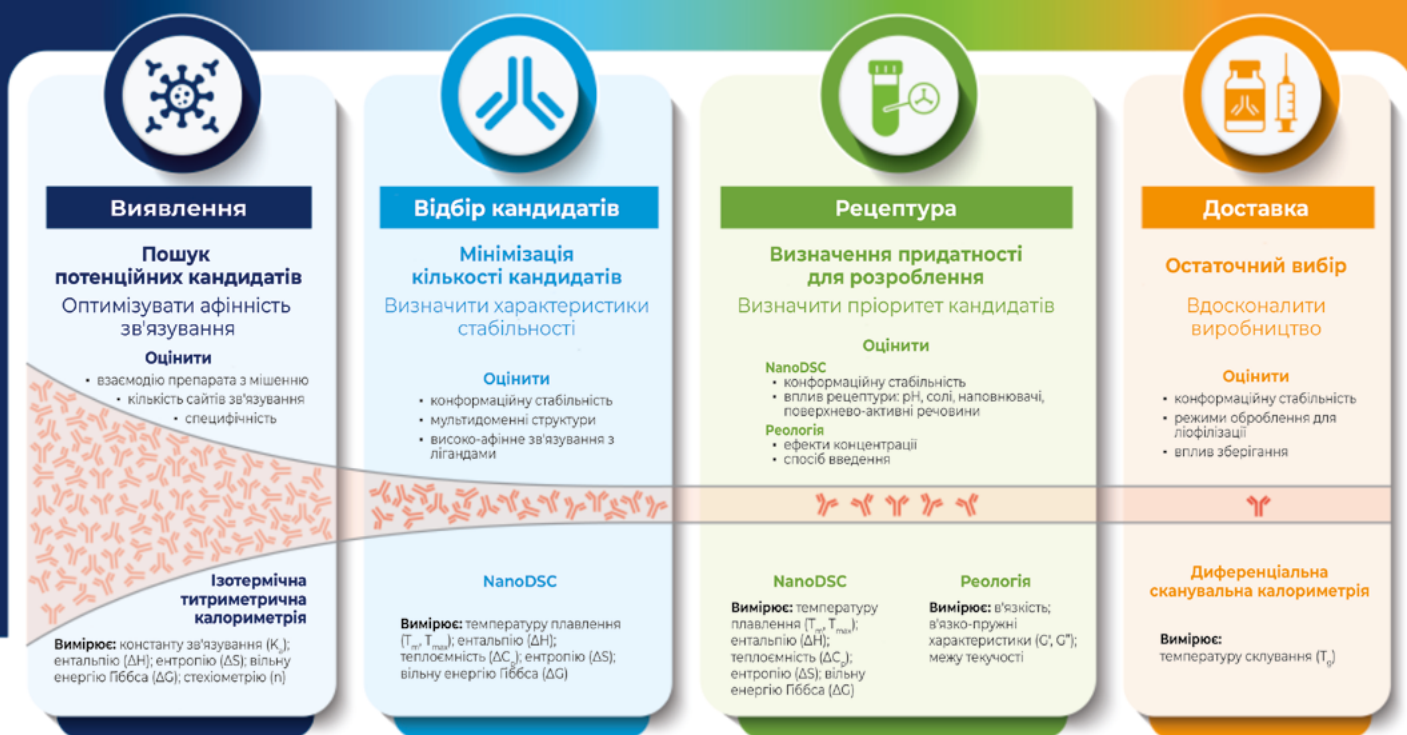 Виявлення
Пошук
потенційних кандидатів
Оптимізувати афінність
зв'язування
Оцінити
• взаємодію препарата з мішенню
• кількість сайтів зв'язування
• специфічність
Ізотермічна
титриметрична
калориметрія
Вимірює: константу зв'язування (Kₐ);
ентальпію (ΔH); ентропію (ΔS); вільну
енергію Гіббса (ΔG); стехіометрію (n)
Відбір кандидатів
Мінімізація
кількості кандидатів
Визначити характеристики
стабільності
Оцінити
• конформаційну стабільність
• мультидоменні структури
• високо-афінне зв'язування з
лігандами
NanoDSC
Вимірює: температуру плавлення
(Tm, Tmax); ентальпію (ΔH);
теплоємність (ΔCp); ентропію (ΔS);
вільну енергію Гіббса (ΔG)
Рецептура
Визначення придатності
для розроблення
Визначити пріоритет кандидатів
Оцінити
NanoDSC
• конформаційну стабільність
• вплив рецептури: pH, солі, наповнювачі,
поверхнево-активні речовини
Реологія
• ефекти концентрації
• спосіб введення
NanoDSC
Вимірює: температуру
плавлення (Tm, Tmax);
ентальпію (ΔH);
теплоємність (ΔCp);
ентропію (ΔS); вільну
енергію Гіббса (ΔG)
Реологія
Вимірює: в'язкість;
в'язко-пружні
характеристики (G', G");
межу текучості
Доставка
Остаточний вибір
Вдосконалити
виробництво
Оцінити
• конформаційну стабільність
• режими оброблення для
ліофілізації
• вплив зберігання
Диференціальна
сканувальна калориметрія
Вимірює:
температуру склування (Tg)